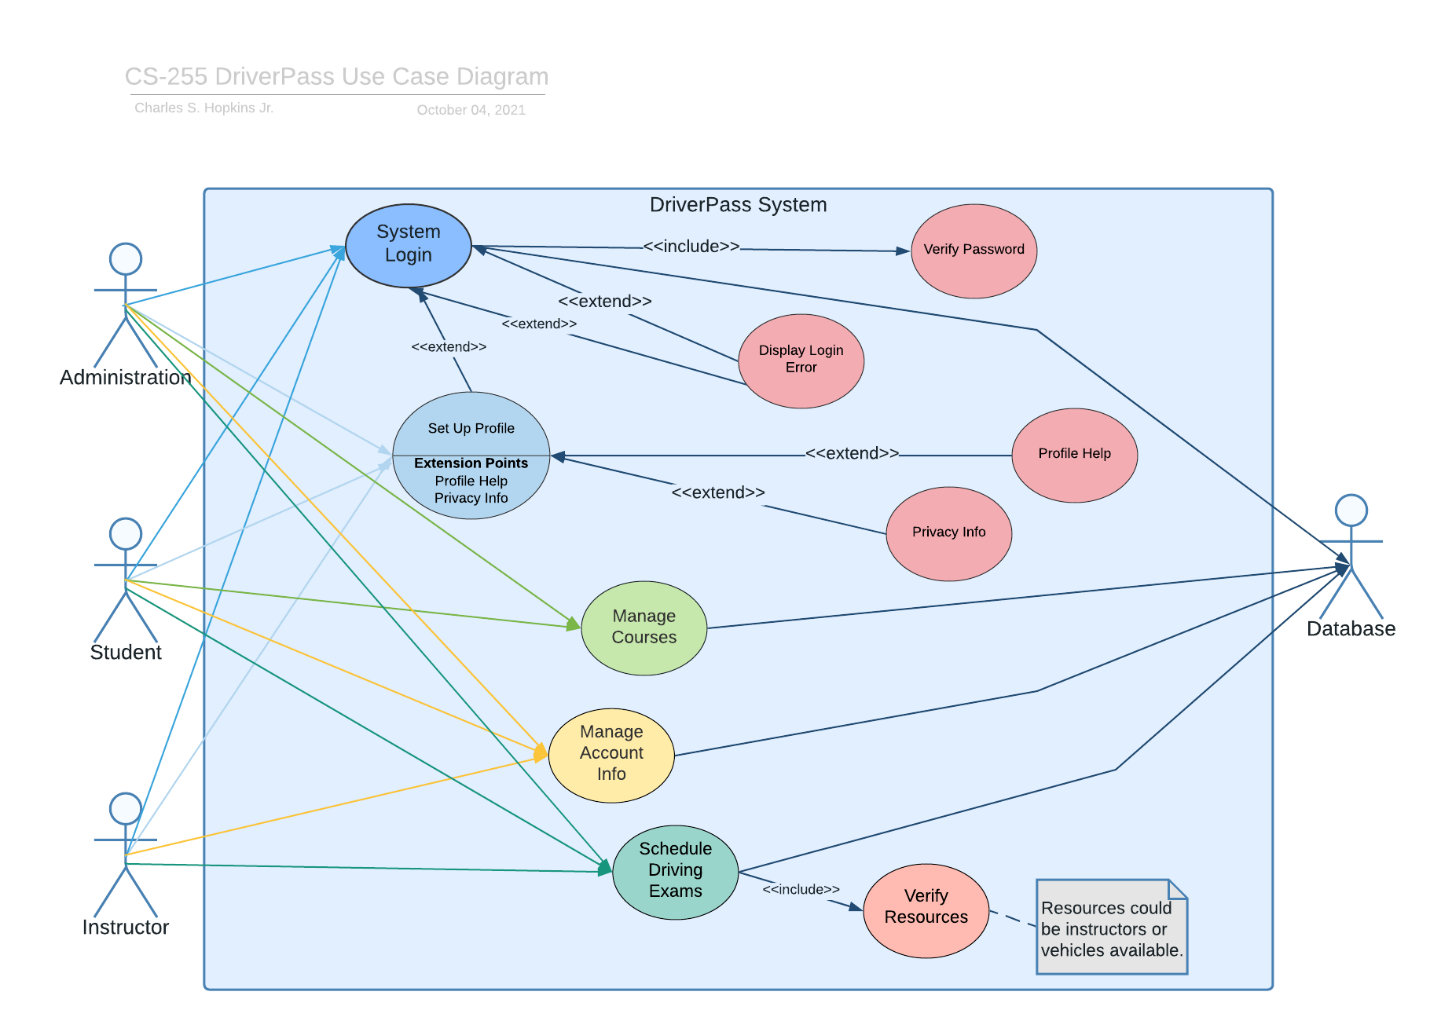 CS-255 DriverPass Use Case Diagram
Charles S. Hopkins Jr.
October 04, 2021
DriverPass System
System
Login
<<include>>
Verify Password
<<extend>>
<<extend>>
<<extend>>
Display Login
Error
Administration
Set Up Profile
Extension Points
Profile Help
Privacy Info
<<extend>>
Profile Help
<<extend>>
Privacy Info
Manage
Courses
Database
Student
Manage
Account
Info
Schedule
Driving
Exams
<<include>>
Verify
Resources
Resources could
be instructors or
vehicles available.
Instructor